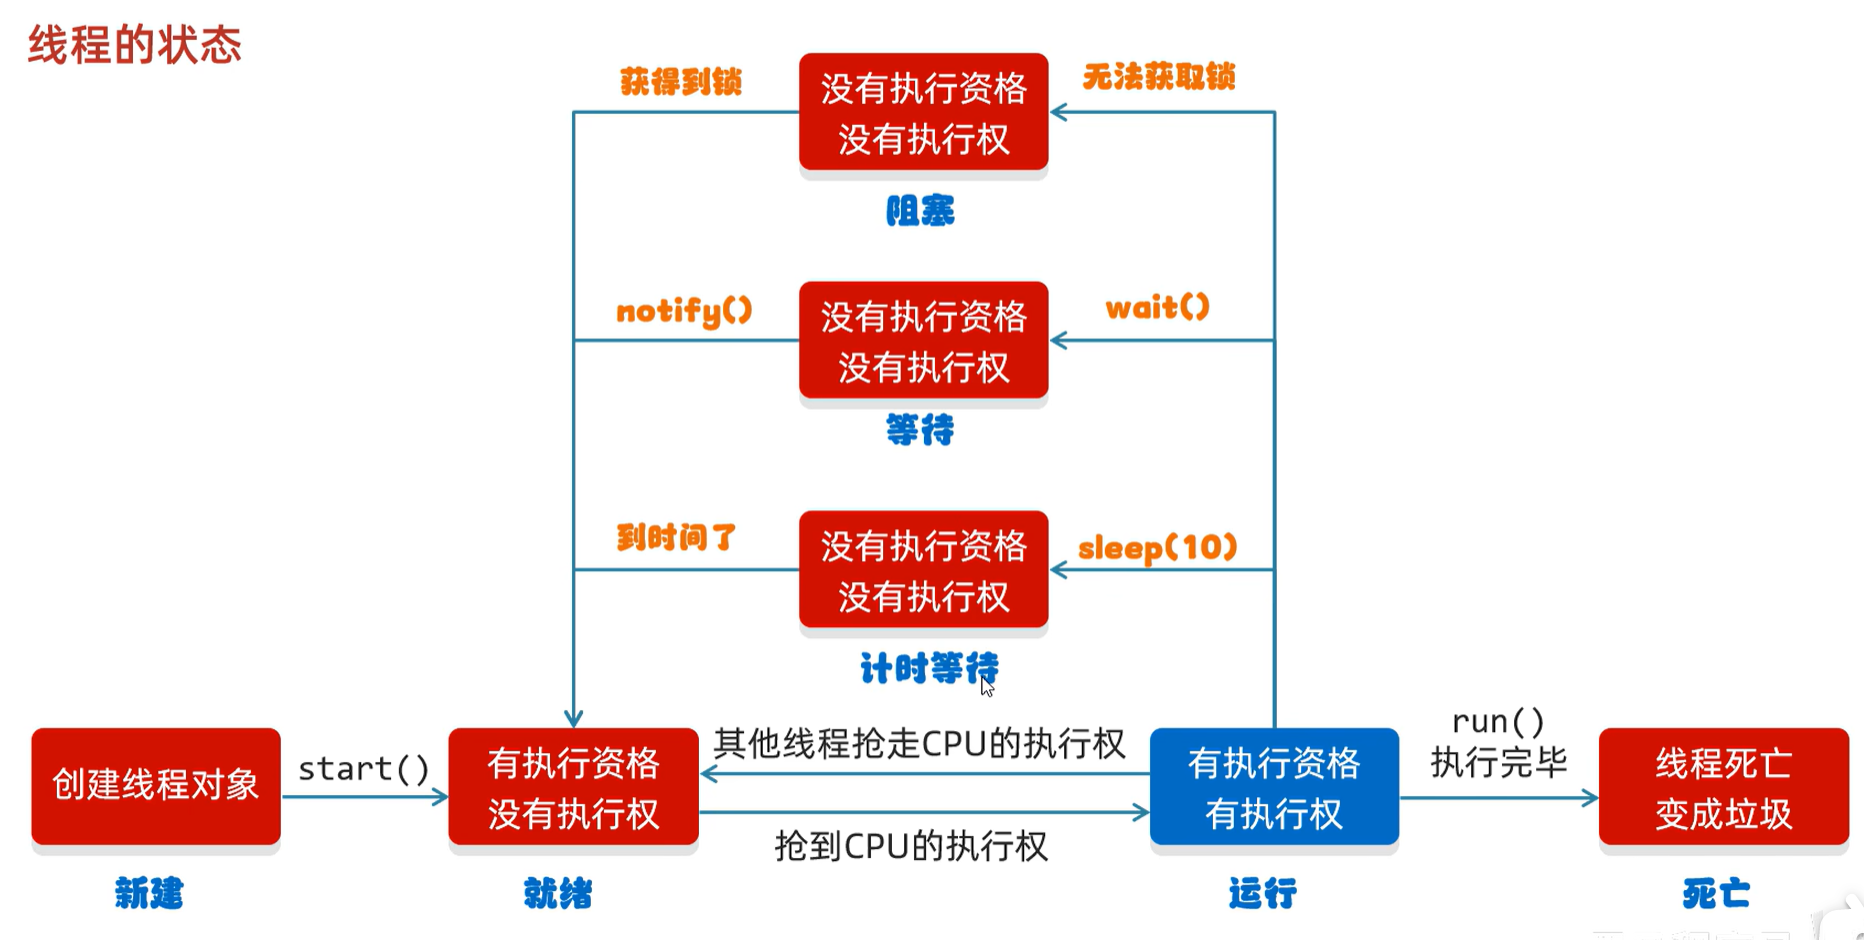 线程的状态
获得到锁
没有执行资格
没有执行权
无法获取锁
阻塞
notify()
没有执行资格
没有执行权
wait()
等待
到时间了
没有执行资格
没有执行权
sleep(10)
计时等待
创建线程对象
新建
start()
有执行资格
没有执行权
就绪
其他线程抢走CPU的执行权
抢到CPU的执行权
有执行资格
有执行权
运行
run()
执行完毕
线程死亡
变成垃圾
死亡